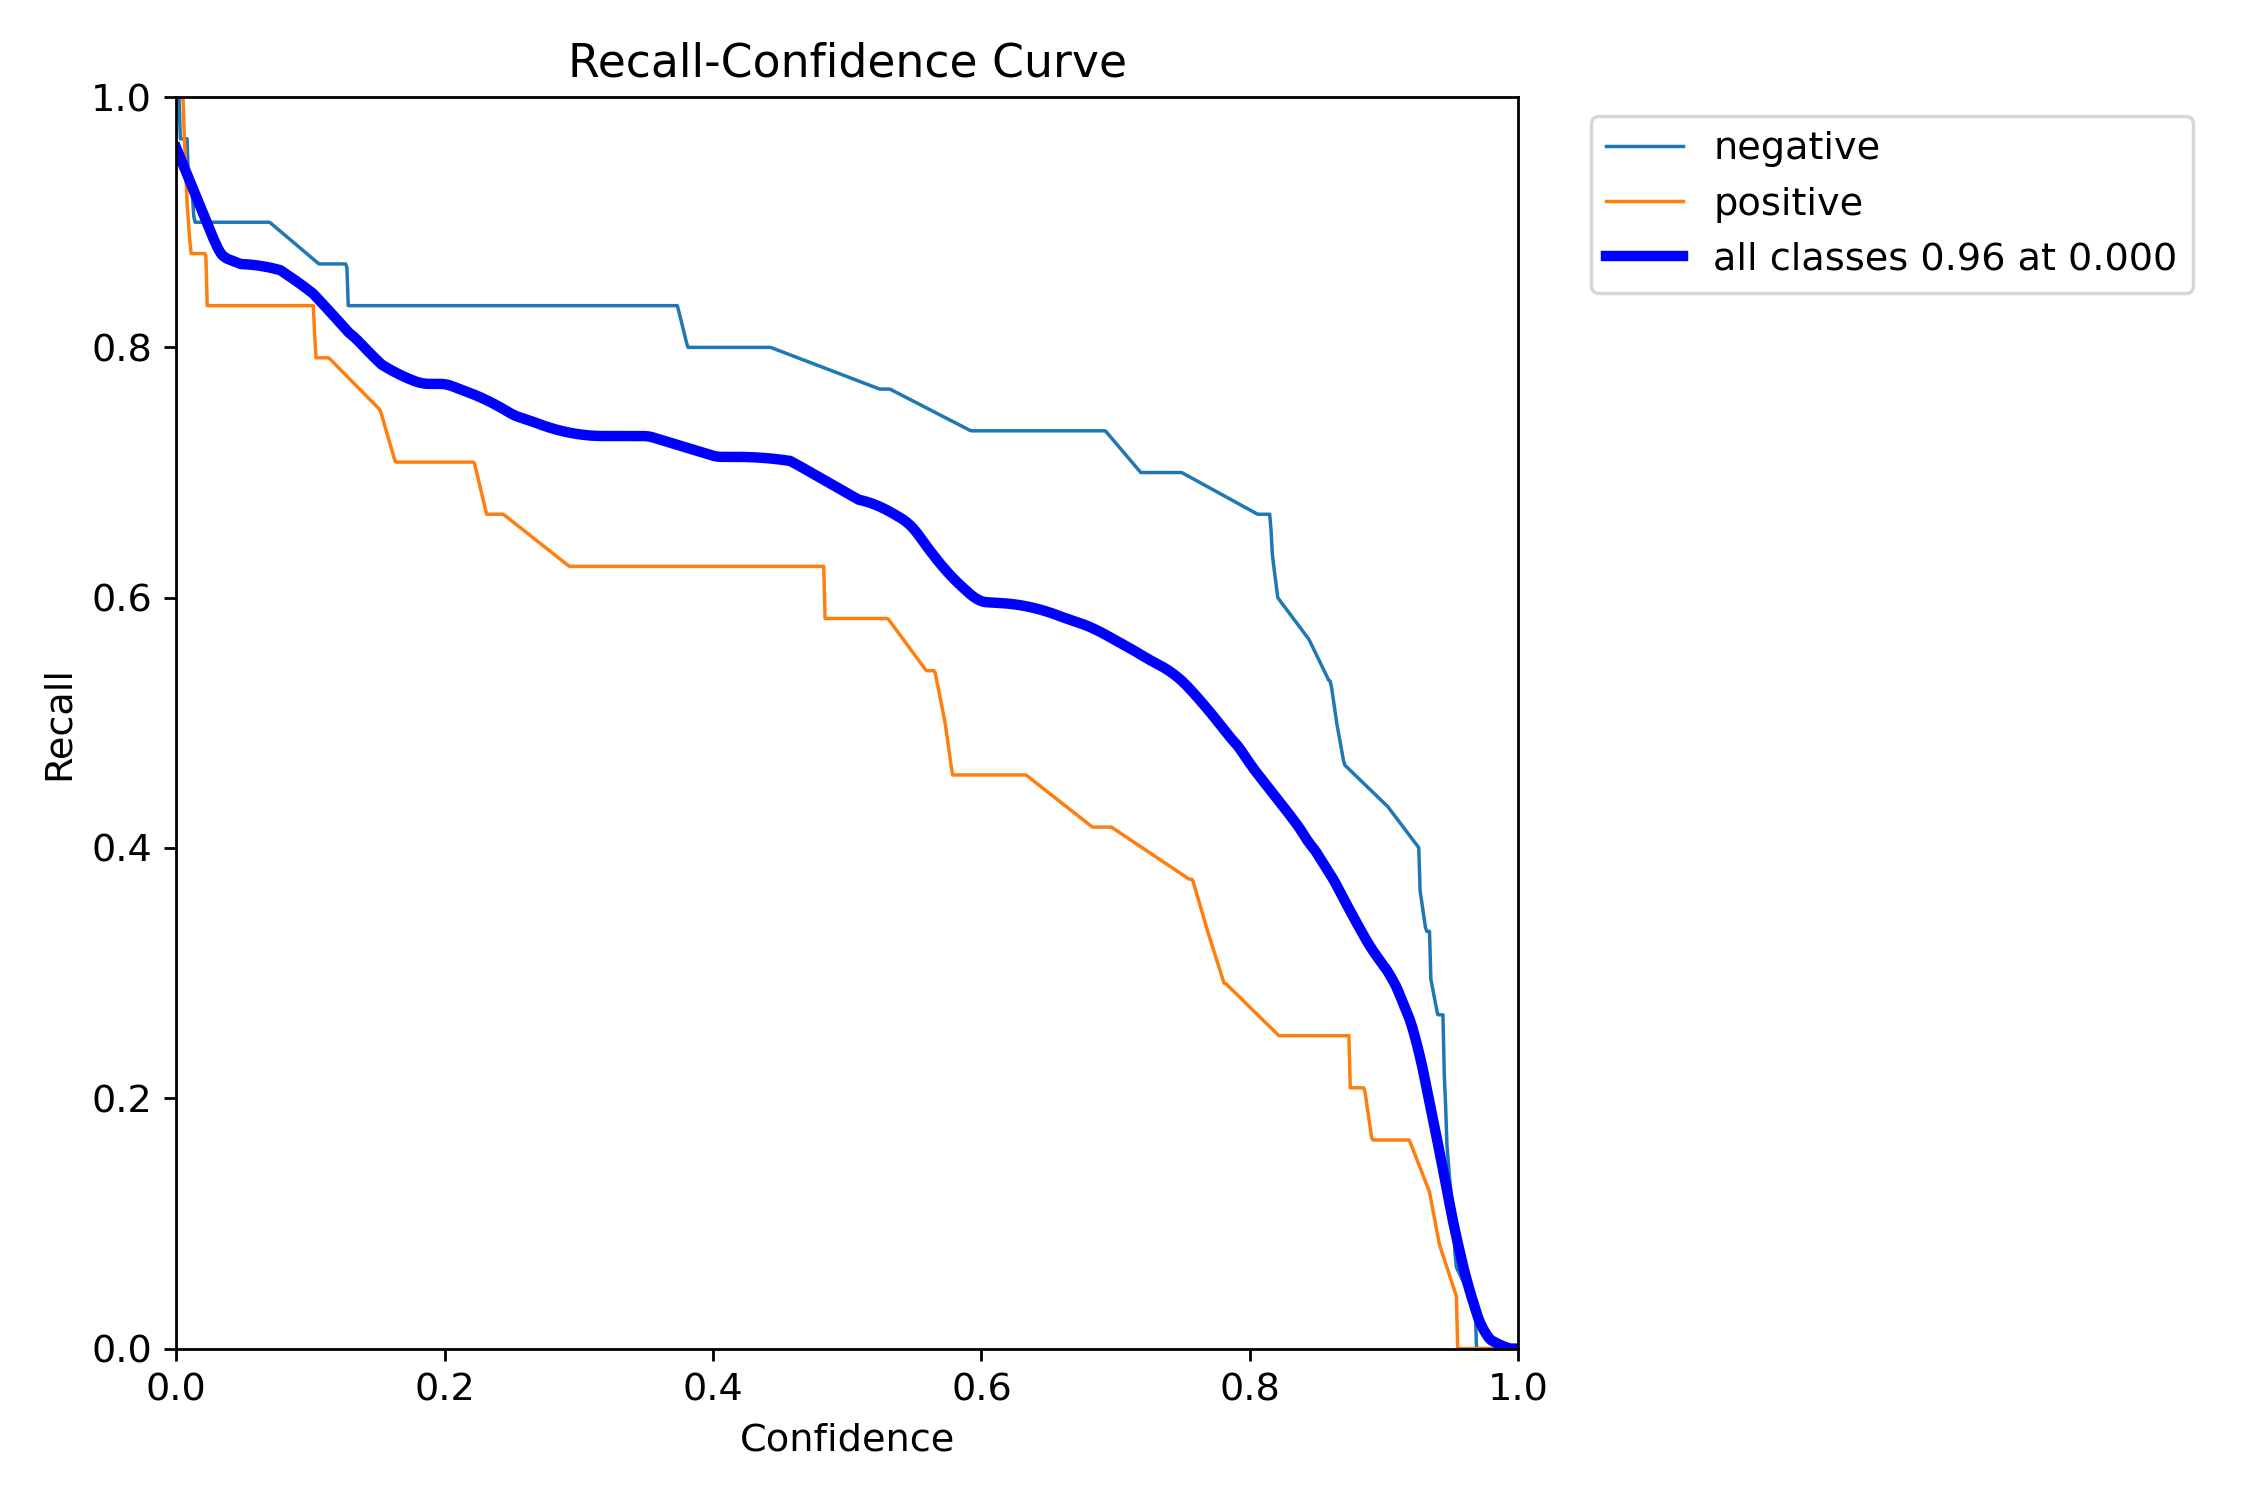 Recall-Confidence Curve
1.0
0.8
0.6
0.4
0.2
0.0
Recall
0.0 0.2 0.4 0.6 0.8 1.0
Confidence
negative
positive
all classes 0.96 at 0.000